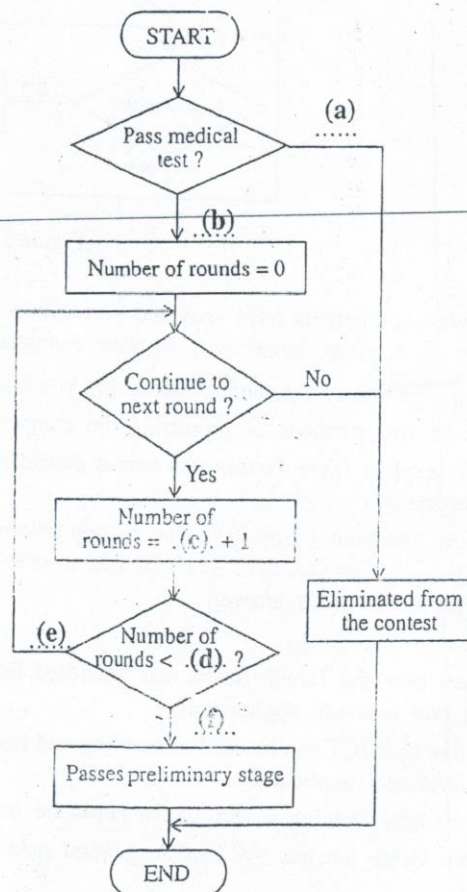 START
(a)
Pass medical
test ?
(b)
Number of rounds = 0
Continue to
next round ?
No
Yes
Number of
rounds = (c) + 1
Eliminated from
the contest
(e)
Number of
rounds < (d) ?
(f)
Passes preliminary stage
END